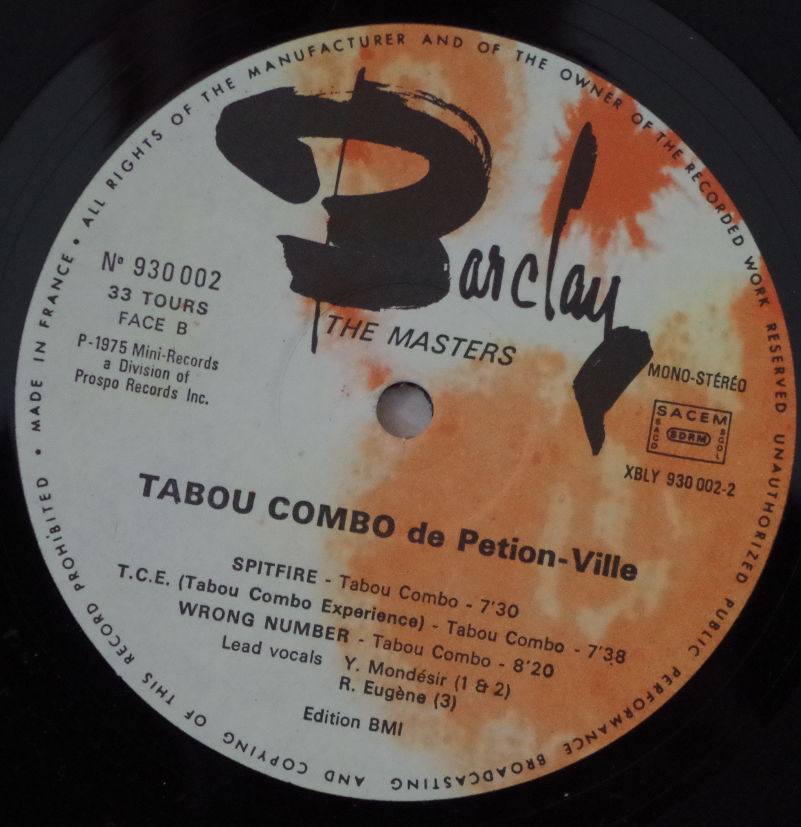 MADE IN FRANCE • ALL RIGHTS OF THE MANUFACTURER AND OF THE OWNER OF THE RECORDED WORK RESERVED UNAUTHORIZED PUBLIC PERFORMANCE BROADCASTING AND COPYING OF THIS RECORD PROHIBITED •
Barclay
THE MASTERS
Nº 930 002
33 TOURS
FACE B
P-1975 Mini-Records
a Division of
Prospo Records Inc.
MONO-STÉRÉO
SACEM
SACD
SDRM
SGDL
XBLY 930 002-2
TABOU COMBO de Petion-Ville
SPITFIRE - Tabou Combo - 7'30
T.C.E. (Tabou Combo Experience) - Tabou Combo - 7'38
WRONG NUMBER - Tabou Combo - 8'20
Lead vocals Y. Mondésir (1 & 2)
R. Eugène (3)
Edition BMI